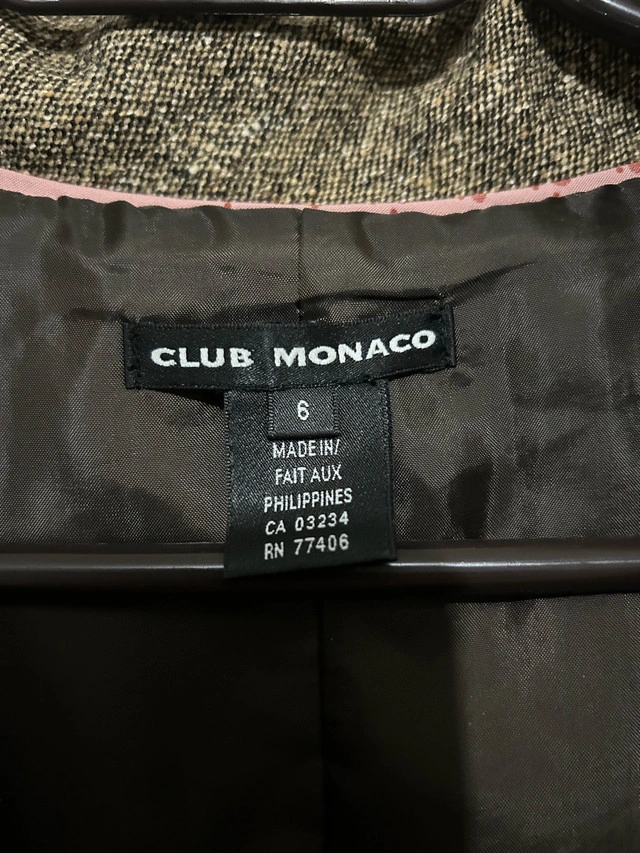 CLUB MONACO
6
MADE IN/
FAIT AUX
PHILIPPINES
CA 03234
RN 77406